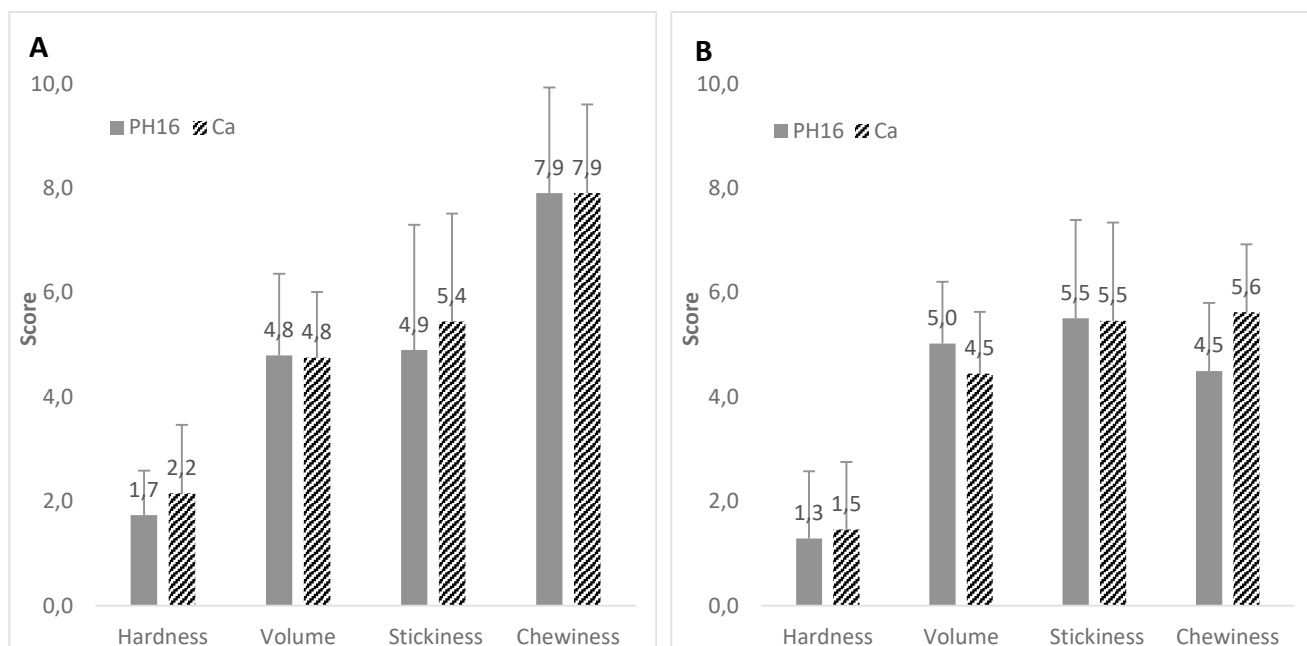 A
10,0
8,0
6,0
4,0
2,0
0,0
Score
PH16 Ca
1,7 2,2 4,8 4,8 4,9 5,4 7,9 7,9
Hardness Volume Stickiness Chewiness
B
10,0
8,0
6,0
4,0
2,0
0,0
Score
PH16 Ca
1,3 1,5 5,0 4,5 5,5 5,5 4,5 5,6
Hardness Volume Stickiness Chewiness